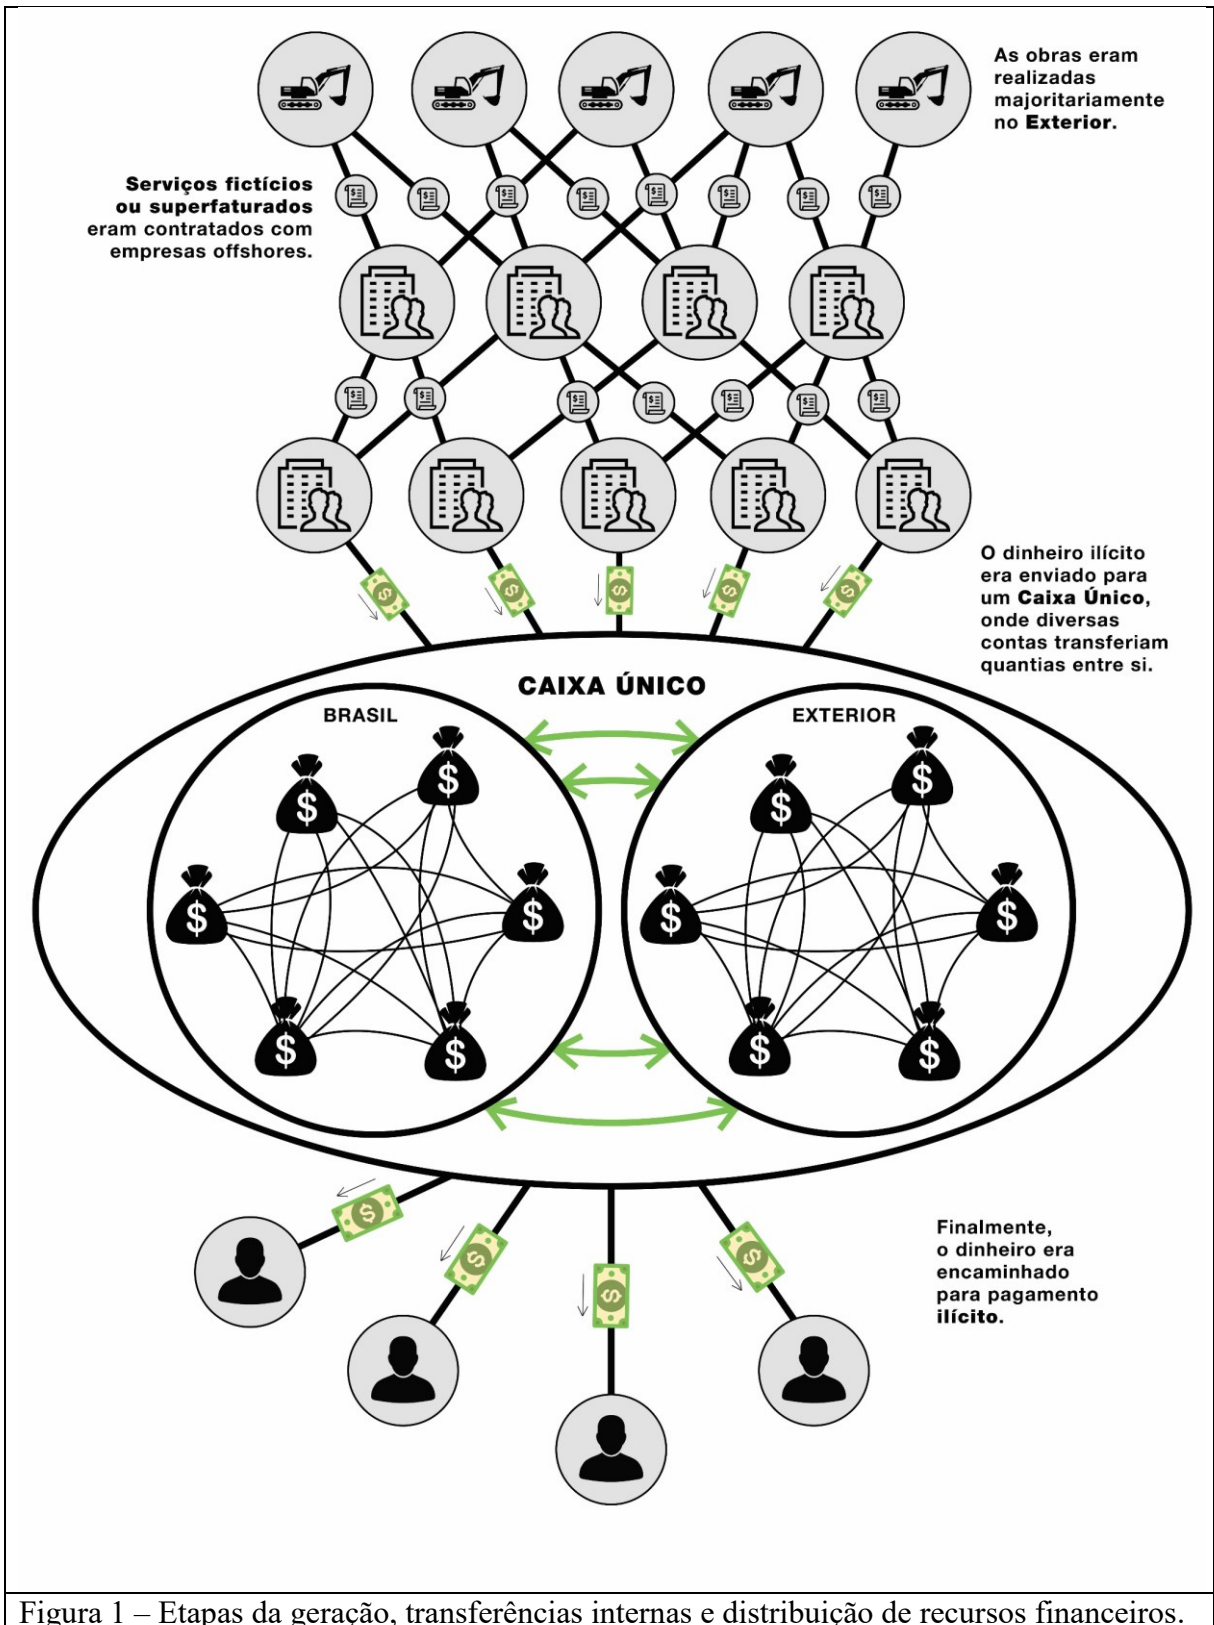 As obras eram
realizadas
majoritariamente
no Exterior.
Serviços fictícios
ou superfaturados
eram contratados com
empresas offshores.
O dinheiro ilícito
era enviado para
um Caixa Único,
onde diversas
contas transferiam
quantias entre si.
CAIXA ÚNICO
BRASIL
EXTERIOR
$ $ $ $ $ $
$ $ $ $ $ $
Finalmente,
o dinheiro era
encaminhado
para pagamento
ilícito.
Figura 1 – Etapas da geração, transferências internas e distribuição de recursos financeiros.